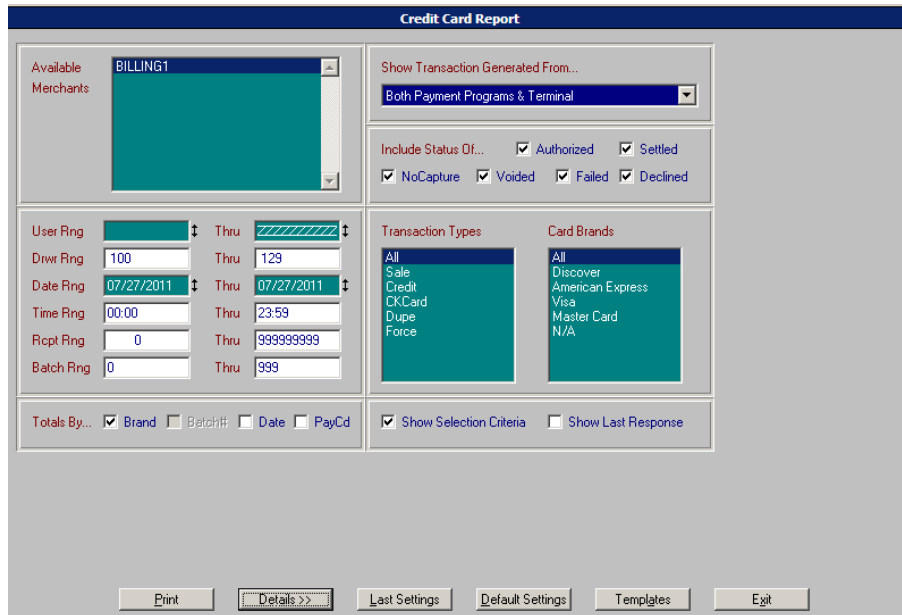 Credit Card Report
Available Merchants
BILLING1
Show Transaction Generated From...
Both Payment Programs & Terminal
Include Status Of... Authorized Settled
NoCapture Voided Failed Declined
User Rng Thru ZZZZZZZZZZ
Drwr Rng 100 Thru 129
Date Rng 07/27/2011 Thru 07/27/2011
Time Rng 00:00 Thru 23:59
Rcpt Rng 0 Thru 999999999
Batch Rng 0 Thru 999
Transaction Types
All
Sale
Credit
CKCard
Dupe
Force
Card Brands
All
Discover
American Express
Visa
Master Card
N/A
Totals By... Brand Batch# Date PayCd
Show Selection Criteria Show Last Response
Print Details >> Last Settings Default Settings Templates Exit